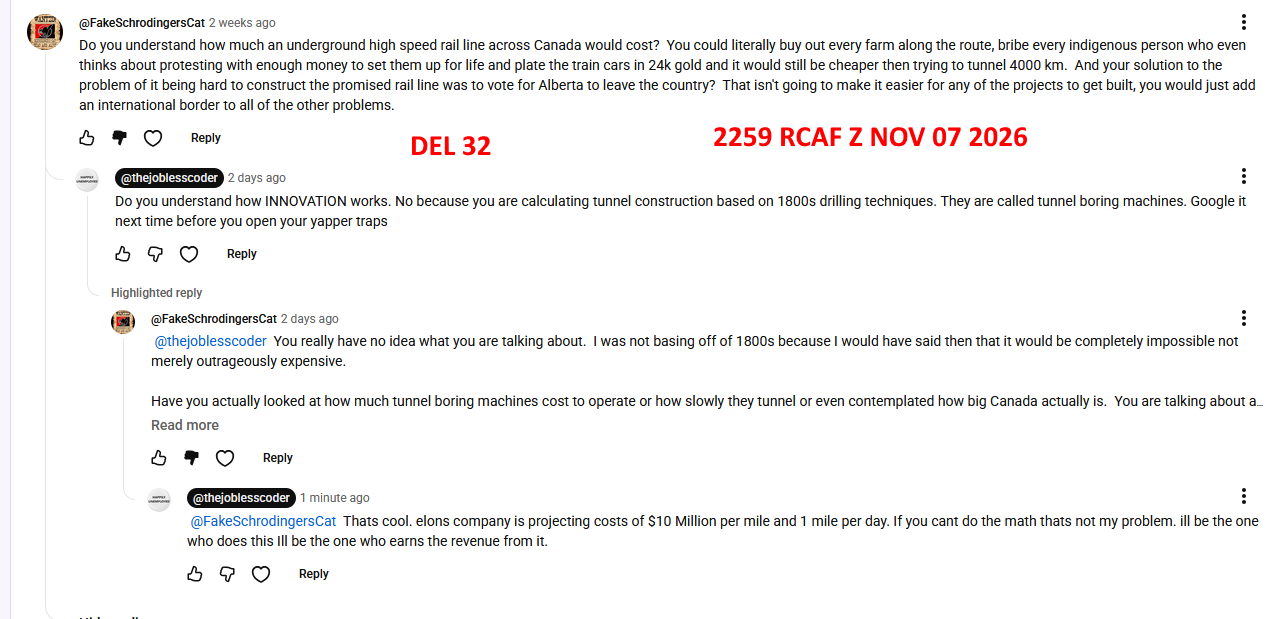 @FakeSchrodingersCat 2 weeks ago
Do you understand how much an underground high speed rail line across Canada would cost?  You could literally buy out every farm along the route, bribe every indigenous person who even
thinks about protesting with enough money to set them up for life and plate the train cars in 24k gold and it would still be cheaper then trying to tunnel 4000 km.  And your solution to the
problem of it being hard to construct the promised rail line was to vote for Alberta to leave the country?  That isn't going to make it easier for any of the projects to get built, you would just add
an international border to all of the other problems.
Reply
DEL 32
2259 RCAF Z NOV 07 2026
@thejoblesscoder 2 days ago
Do you understand how INNOVATION works. No because you are calculating tunnel construction based on 1800s drilling techniques. They are called tunnel boring machines. Google it
next time before you open your yapper traps
Reply
Highlighted reply
@FakeSchrodingersCat 2 days ago
@thejoblesscoder  You really have no idea what you are talking about.  I was not basing off of 1800s because I would have said then that it would be completely impossible not
merely outrageously expensive.
Have you actually looked at how much tunnel boring machines cost to operate or how slowly they tunnel or even contemplated how big Canada actually is.  You are talking about a...
Read more
Reply
@thejoblesscoder 1 minute ago
@FakeSchrodingersCat  Thats cool. elons company is projecting costs of $10 Million per mile and 1 mile per day. If you cant do the math thats not my problem. ill be the one
who does this Ill be the one who earns the revenue from it.
Reply